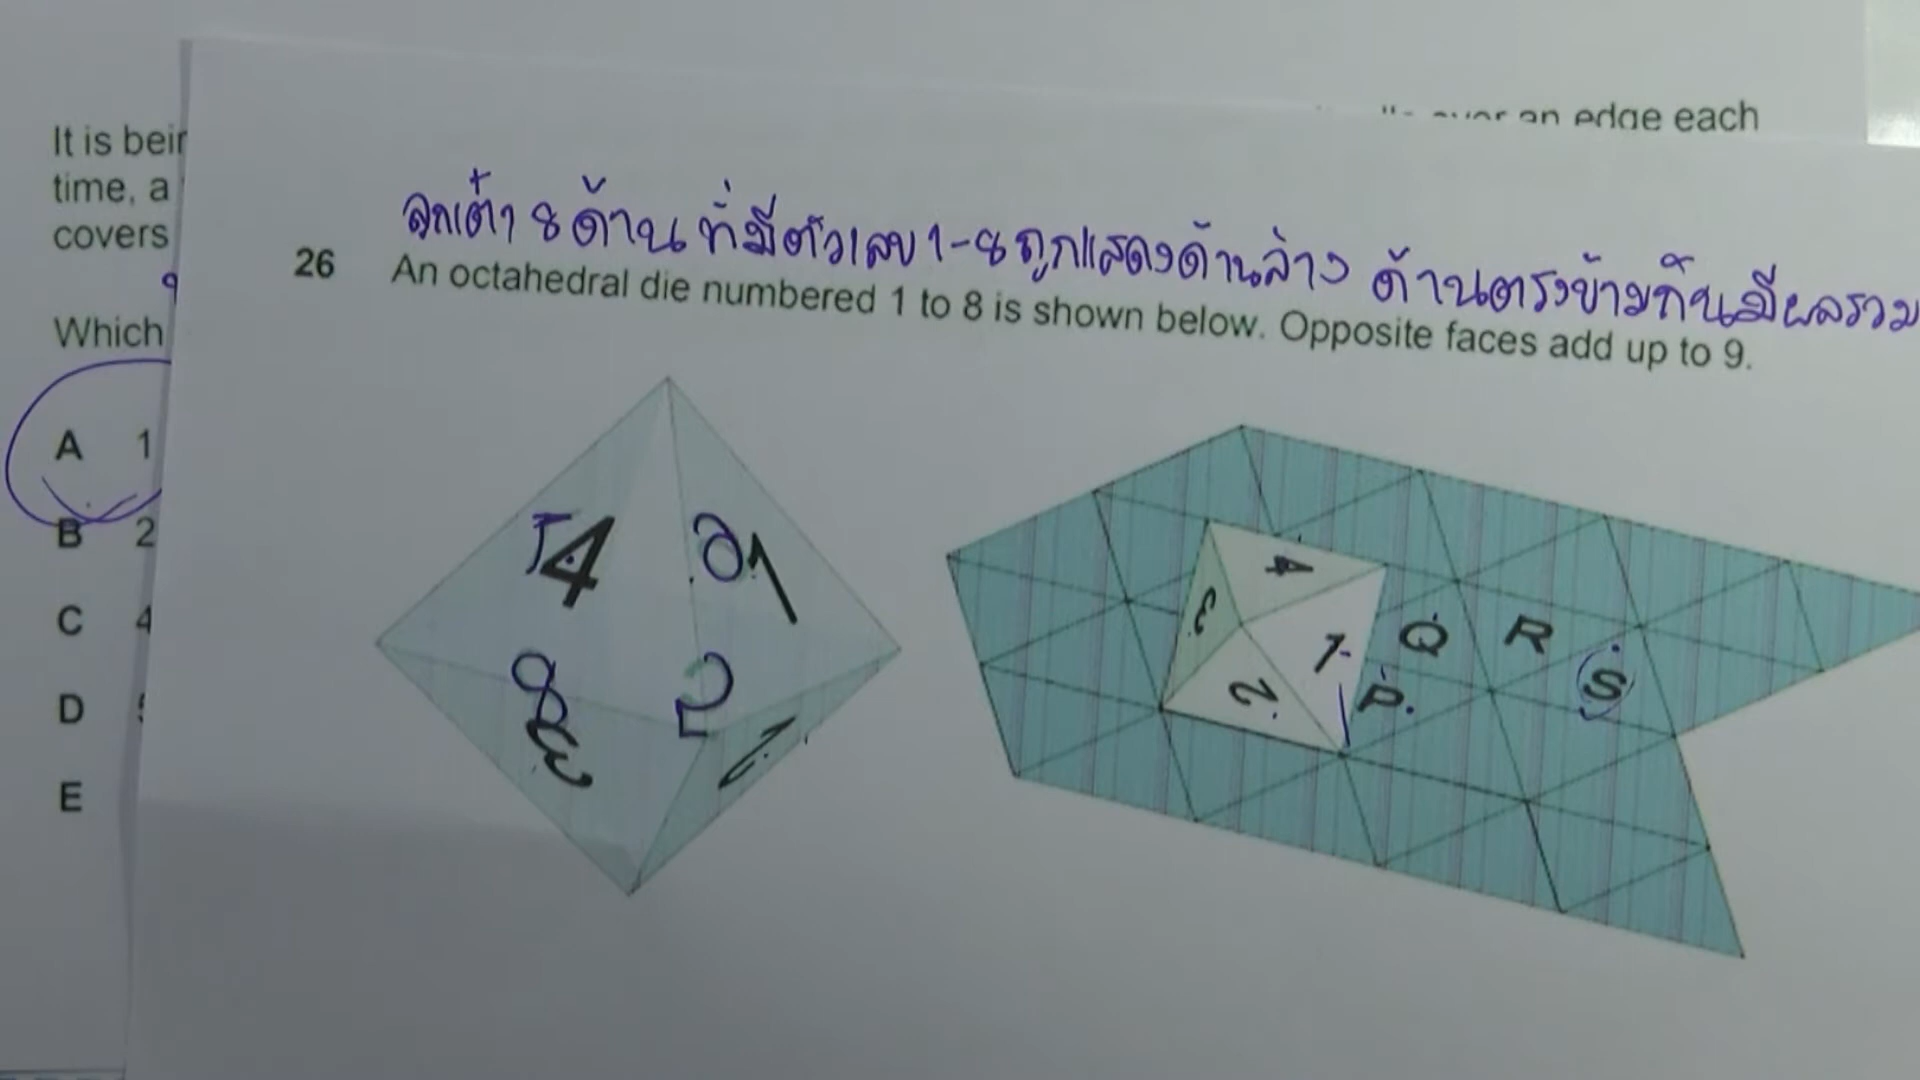 an edge each
It is
time, a
covers
ลูกเต๋า 8 ด้าน ที่มีตัวเลข 1-8 ถูกแสดงด้านล่าง ด้านตรงข้ามกันมีผลรวม
26 An octahedral die numbered 1 to 8 is shown below. Opposite faces add up to 9.
Which
A 1
B 2
C 4
D
E
4 1
8 2
3
4
3 1 Q R
2 P. S